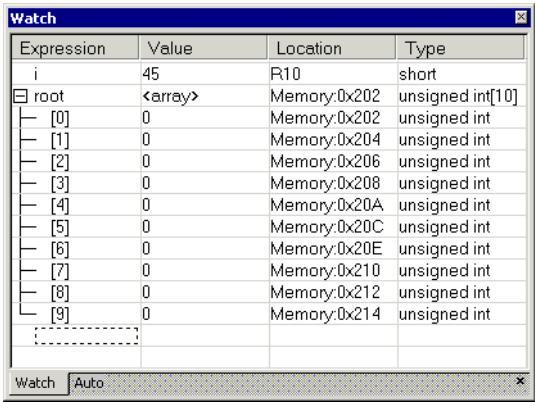 Watch
Expression Value Location Type
i 45 R10 short
root <array> Memory:0x202 unsigned int[10]
[0] 0 Memory:0x202 unsigned int
[1] 0 Memory:0x204 unsigned int
[2] 0 Memory:0x206 unsigned int
[3] 0 Memory:0x208 unsigned int
[4] 0 Memory:0x20A unsigned int
[5] 0 Memory:0x20C unsigned int
[6] 0 Memory:0x20E unsigned int
[7] 0 Memory:0x210 unsigned int
[8] 0 Memory:0x212 unsigned int
[9] 0 Memory:0x214 unsigned int
Watch Auto